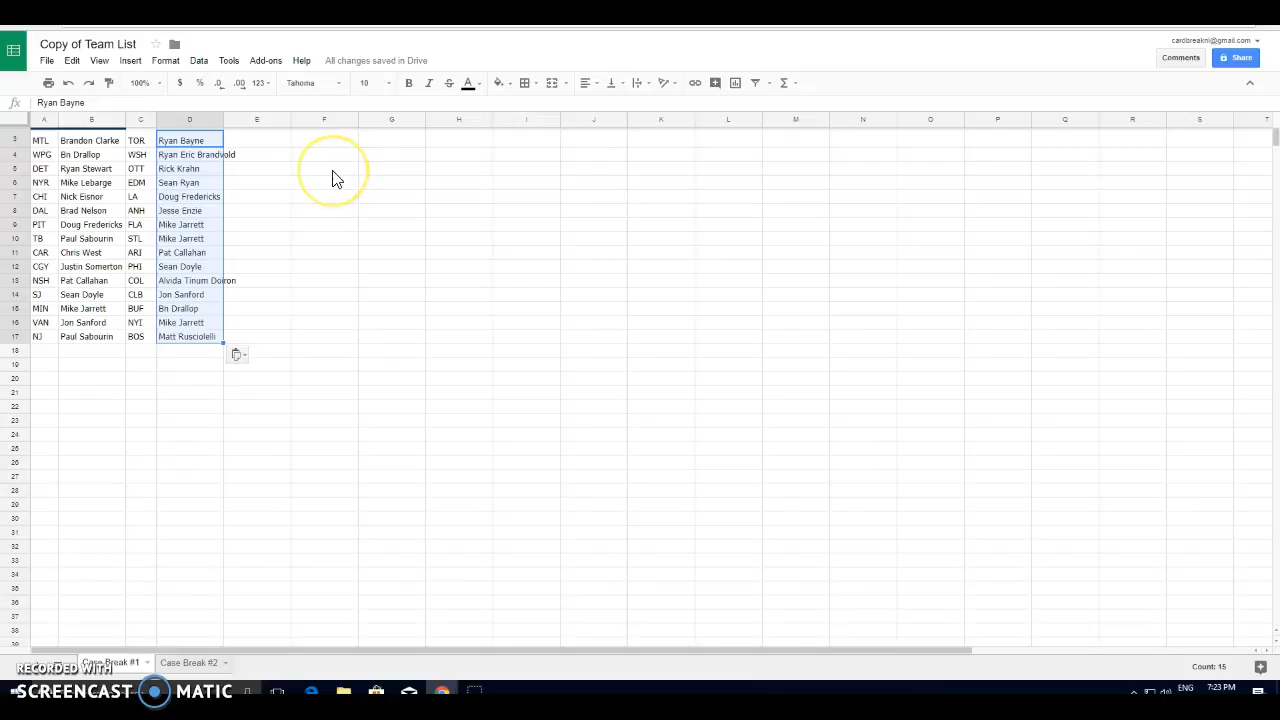 Copy of Team List
cardbreakni@gmail.com
File Edit View Insert Format Data Tools Add-ons Help All changes saved in Drive
Comments Share
100% $ % .0 .00 123 Tahoma 10 B I S A
fx Ryan Bayne
A B C D E F G H I J K L M N O P Q R S T
3 MTL Brandon Clarke TOR Ryan Bayne
4 WPG Bn Drallop WSH Ryan Eric Brandvold
5 DET Ryan Stewart OTT Rick Krahn
6 NYR Mike Lebarge EDM Sean Ryan
7 CHI Nick Eisnor LA Doug Fredericks
8 DAL Brad Nelson ANH Jesse Enzie
9 PIT Doug Fredericks FLA Mike Jarrett
10 TB Paul Sabourin STL Mike Jarrett
11 CAR Chris West ARI Pat Callahan
12 CGY Justin Somerton PHI Sean Doyle
13 NSH Pat Callahan COL Alvida Tinum Doiron
14 SJ Sean Doyle CLB Jon Sanford
15 MIN Mike Jarrett BUF Bn Drallop
16 VAN Jon Sanford NYI Mike Jarrett
17 NJ Paul Sabourin BOS Matt Rusciolelli
18
19
20
21
22
23
24
25
26
27
28
29
30
31
32
33
34
35
36
37
38
39
Case Break #1 Case Break #2 Count: 15
RECORDED WITH
SCREENCAST MATIC
ENG 7:23 PM